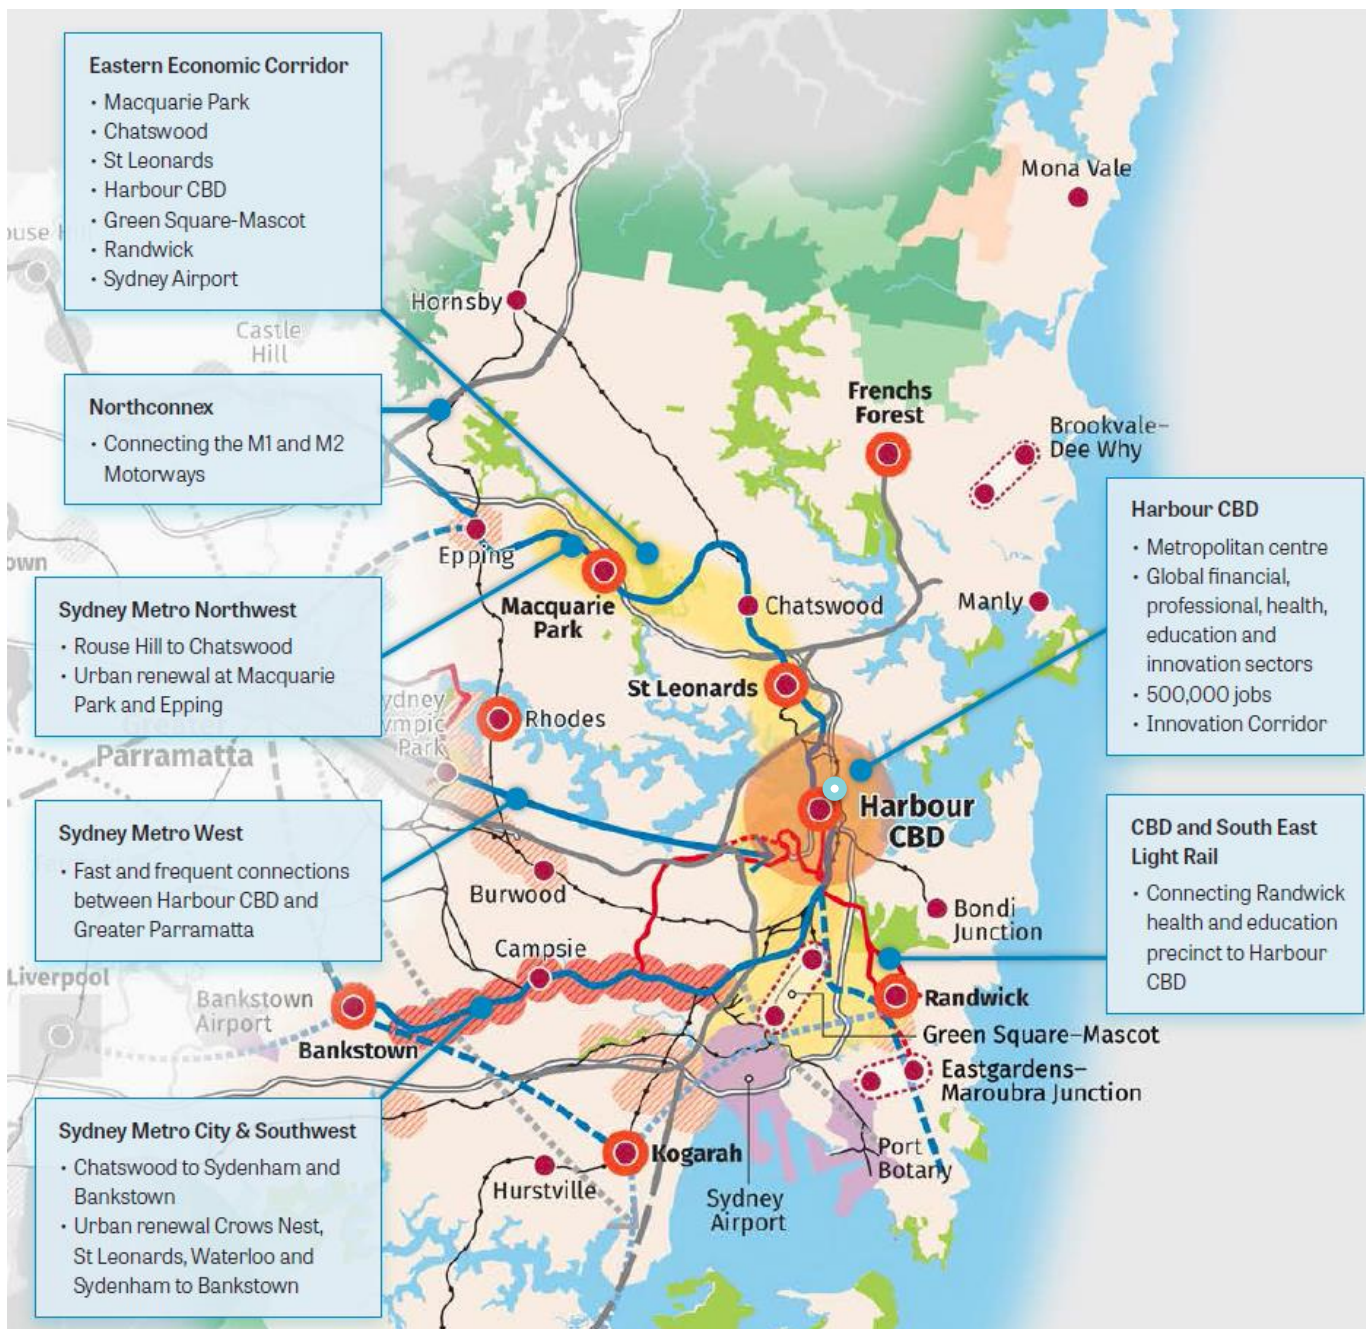 Eastern Economic Corridor
• Macquarie Park
• Chatswood
• St Leonards
• Harbour CBD
• Green Square-Mascot
• Randwick
• Sydney Airport
Northconnex
• Connecting the M1 and M2
Motorways
Sydney Metro Northwest
• Rouse Hill to Chatswood
• Urban renewal at Macquarie
Park and Epping
Sydney Metro West
• Fast and frequent connections
between Harbour CBD and
Greater Parramatta
Sydney Metro City & Southwest
• Chatswood to Sydenham and
Bankstown
• Urban renewal Crows Nest,
St Leonards, Waterloo and
Sydenham to Bankstown
Harbour CBD
• Metropolitan centre
• Global financial,
professional, health,
education and
innovation sectors
• 500,000 jobs
• Innovation Corridor
CBD and South East
Light Rail
• Connecting Randwick
health and education
precinct to Harbour
CBD
Mona Vale
Hornsby
Castle
Hill
Frenchs
Forest
Brookvale–
Dee Why
Epping
Macquarie
Park
Chatswood
Manly
St Leonards
Rhodes
ydney
ympic
Park
Greater
Parramatta
Harbour
CBD
Burwood
Bondi
Junction
Campsie
Liverpool
Bankstown
Airport
Bankstown
Randwick
Green Square–Mascot
Eastgardens–
Maroubra Junction
Kogarah
Port
Botany
Hurstville
Sydney
Airport